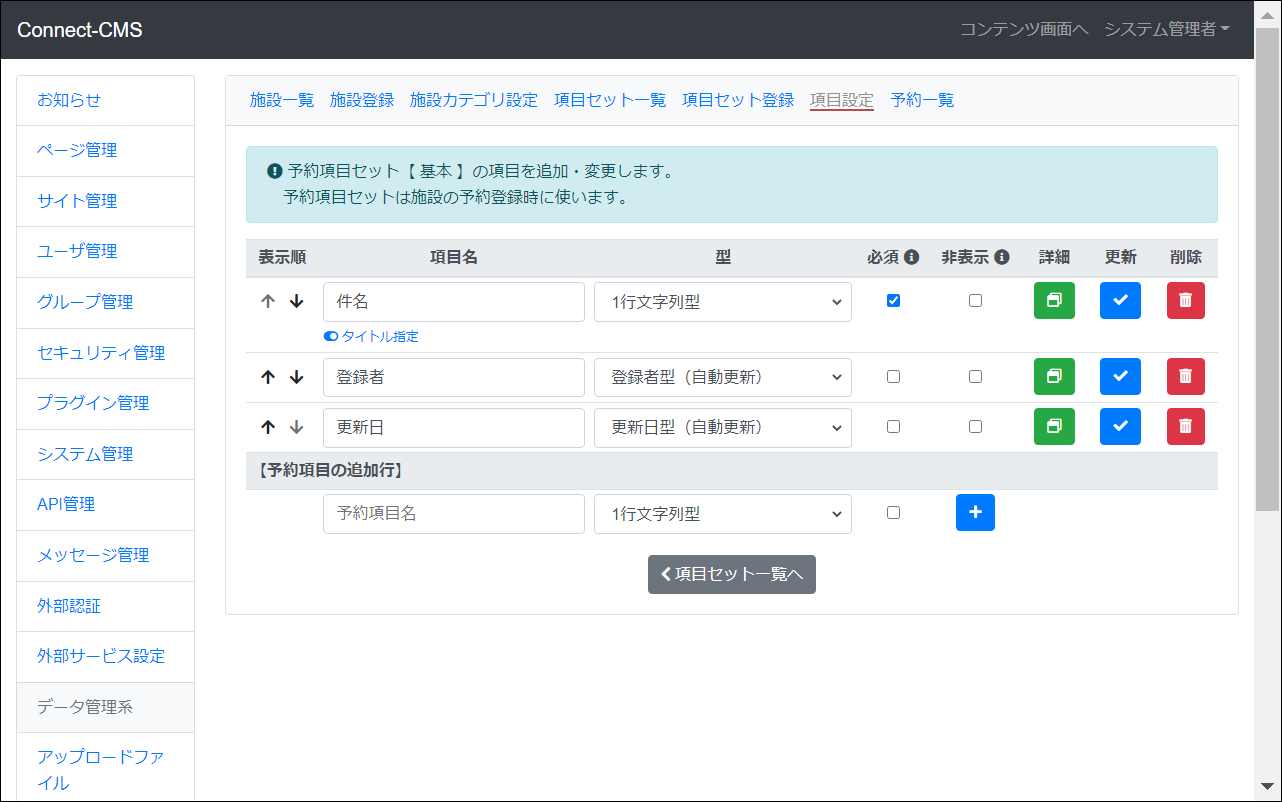 Connect-CMS
コンテンツ画面へ システム管理者
お知らせ
ページ管理
サイト管理
ユーザ管理
グループ管理
セキュリティ管理
プラグイン管理
システム管理
API管理
メッセージ管理
外部認証
外部サービス設定
データ管理系
アップロードファ
イル
施設一覧 施設登録 施設カテゴリ設定 項目セット一覧 項目セット登録 項目設定 予約一覧
予約項目セット【 基本 】の項目を追加・変更します。
予約項目セットは施設の予約登録時に使います。
表示順 項目名 型 必須 非表示 詳細 更新 削除
件名 1行文字列型
タイトル指定
登録者 登録者型（自動更新）
更新日 更新日型（自動更新）
【予約項目の追加行】
予約項目名 1行文字列型
項目セット一覧へ